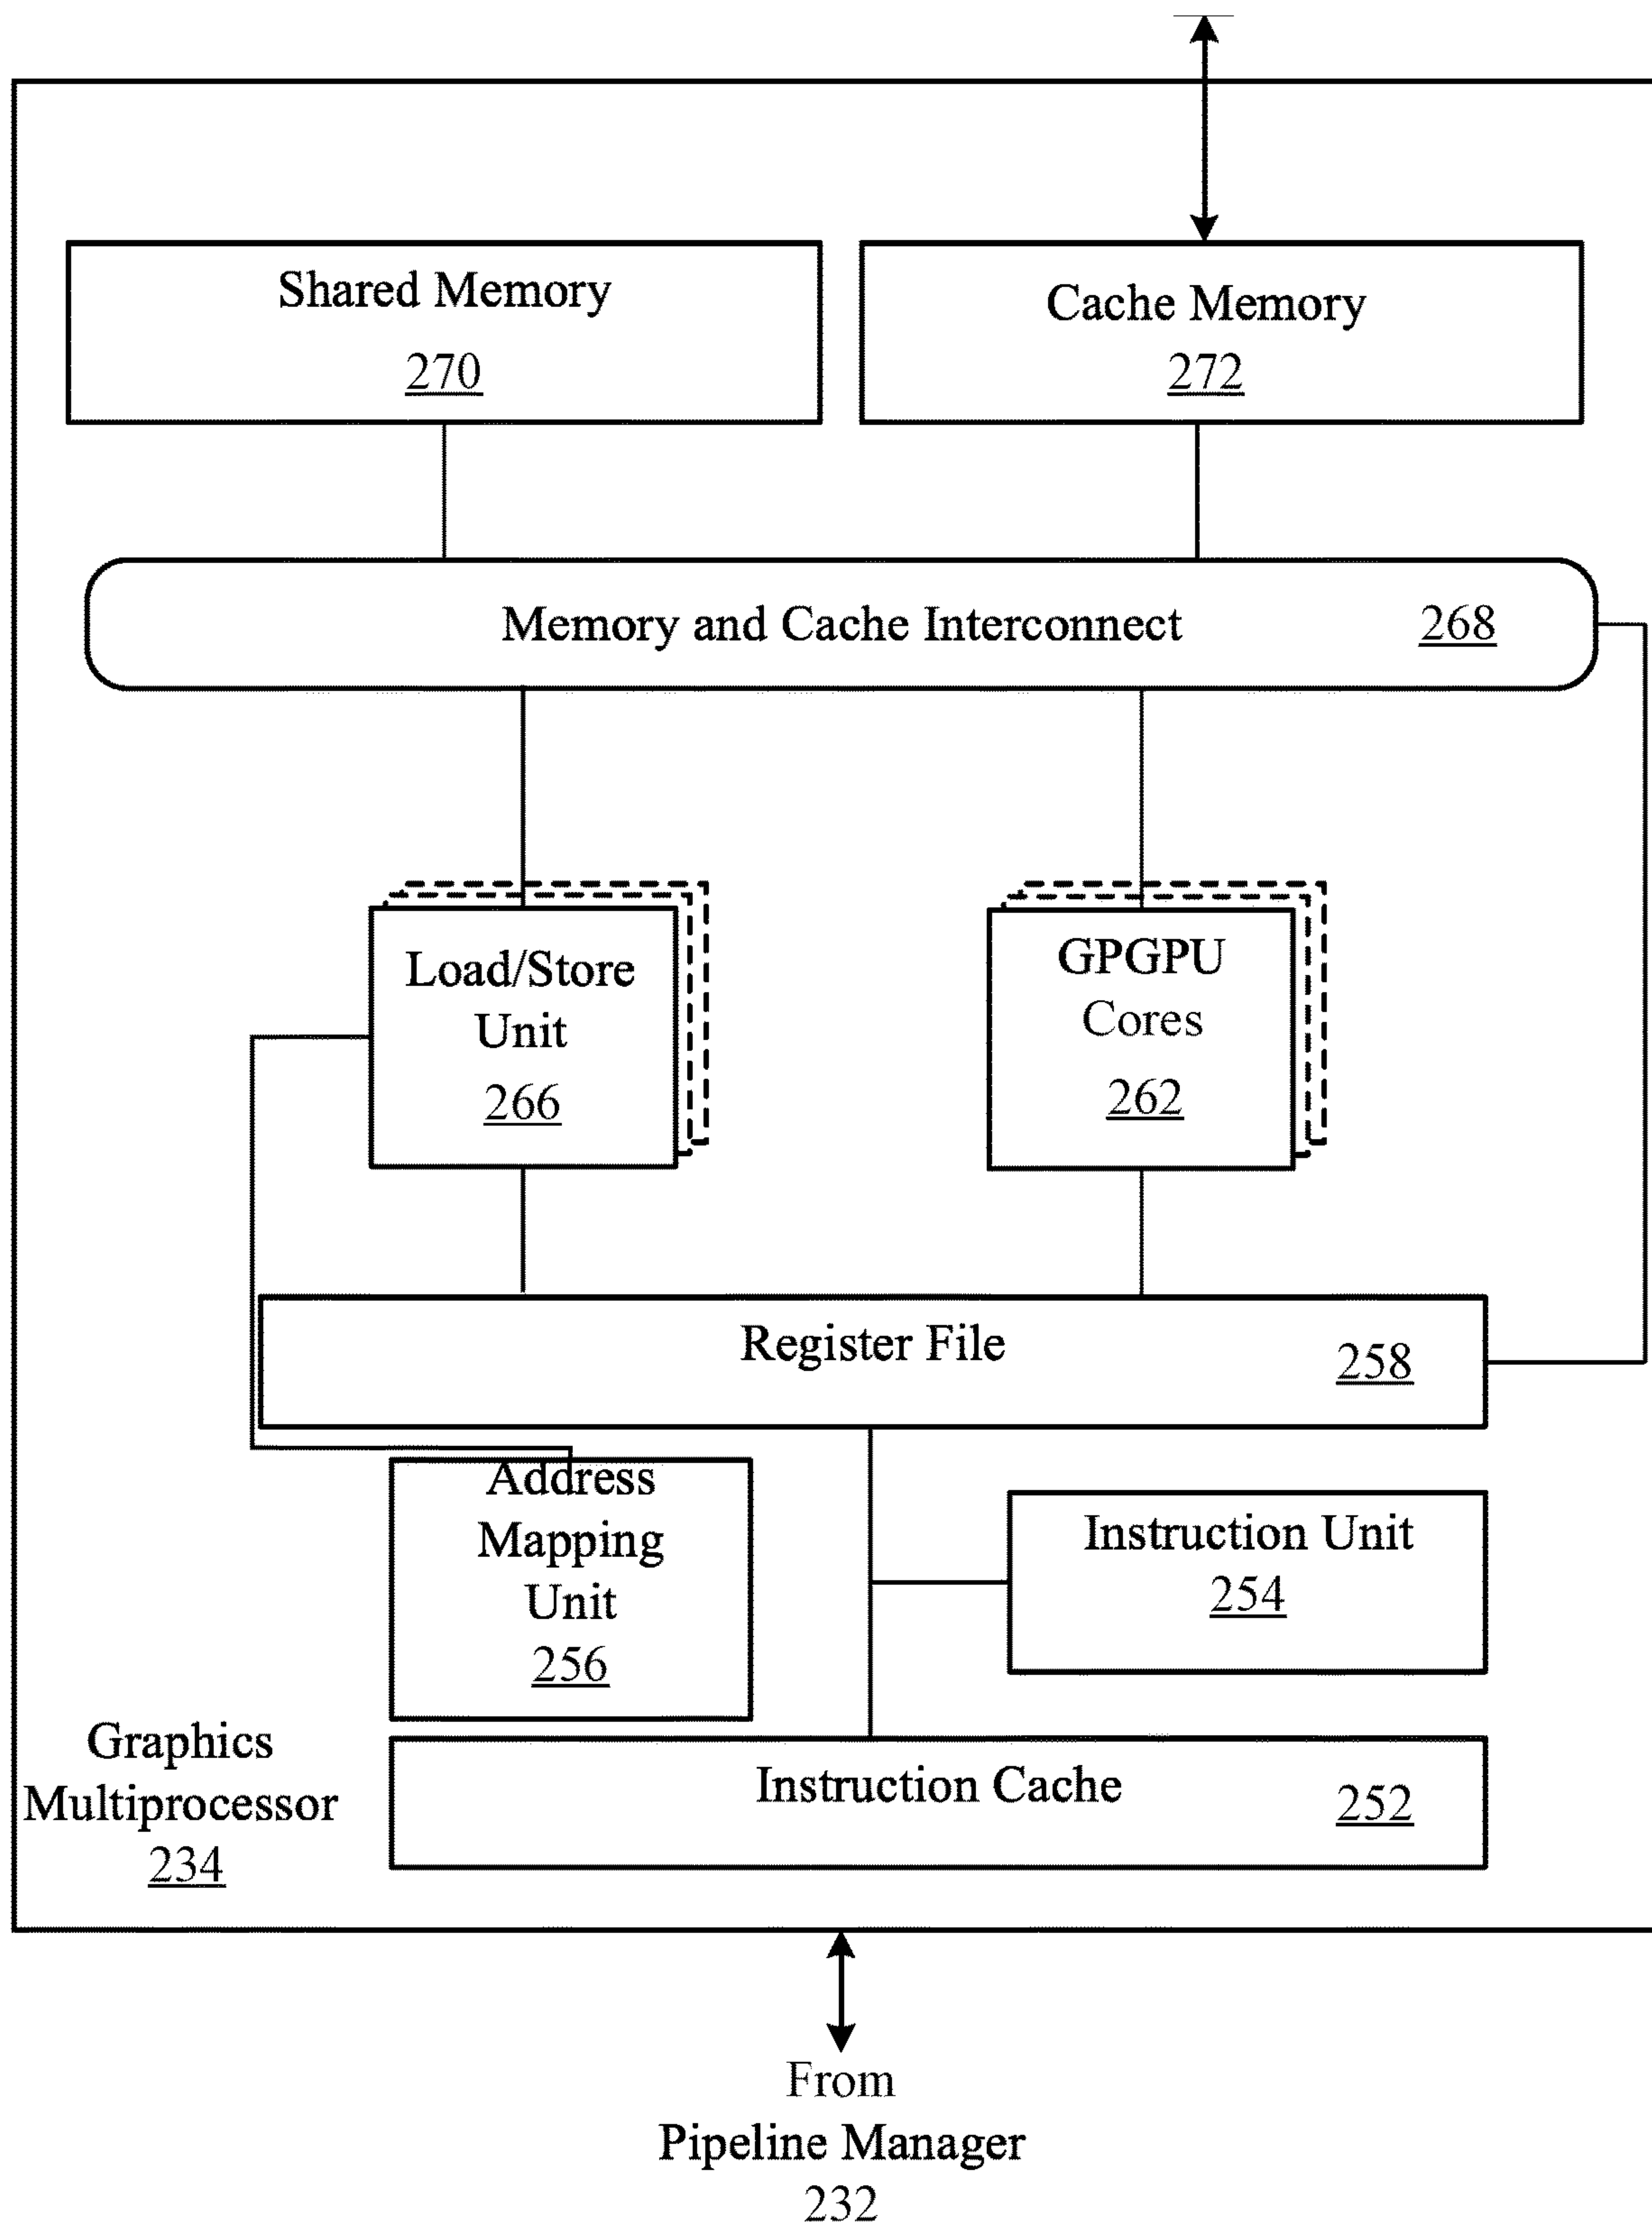 Shared Memory
270
Cache Memory
272
Memory and Cache Interconnect 268
Load/Store
Unit
266
GPGPU
Cores
262
Register File 258
Address
Mapping
Unit
256
Instruction Unit
254
Graphics
Multiprocessor
234
Instruction Cache 252
From
Pipeline Manager
232